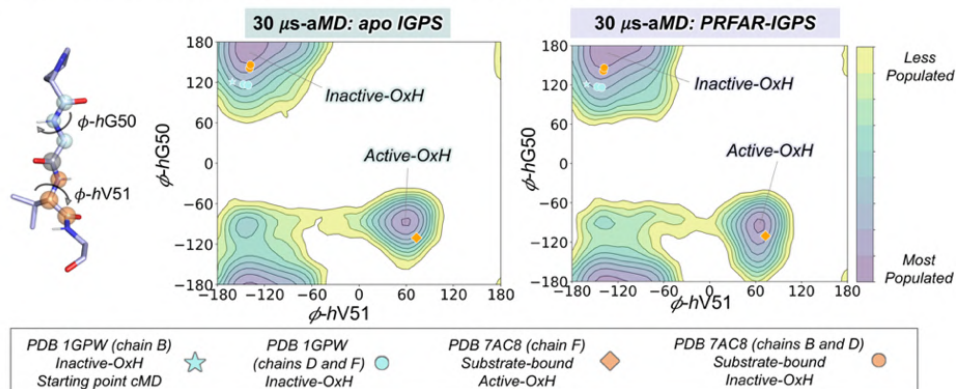 30 μs-aMD: apo IGPS
30 μs-aMD: PRFAR-IGPS
ϕ-hG50
ϕ-hV51
ϕ-hG50
180
120
60
0
−60
−120
−180
Inactive-OxH
Active-OxH
−180 −120 −60 0 60 120 180
ϕ-hV51
ϕ-hG50
180
120
60
0
−60
−120
−180
Inactive-OxH
Active-OxH
−180 −120 −60 0 60 120 180
ϕ-hV51
Less
Populated
Most
Populated
PDB 1GPW (chain B)
Inactive-OxH
Starting point cMD
PDB 1GPW
(chains D and F)
Inactive-OxH
PDB 7AC8 (chain F)
Substrate-bound
Active-OxH
PDB 7AC8 (chains B and D)
Substrate-bound
Inactive-OxH